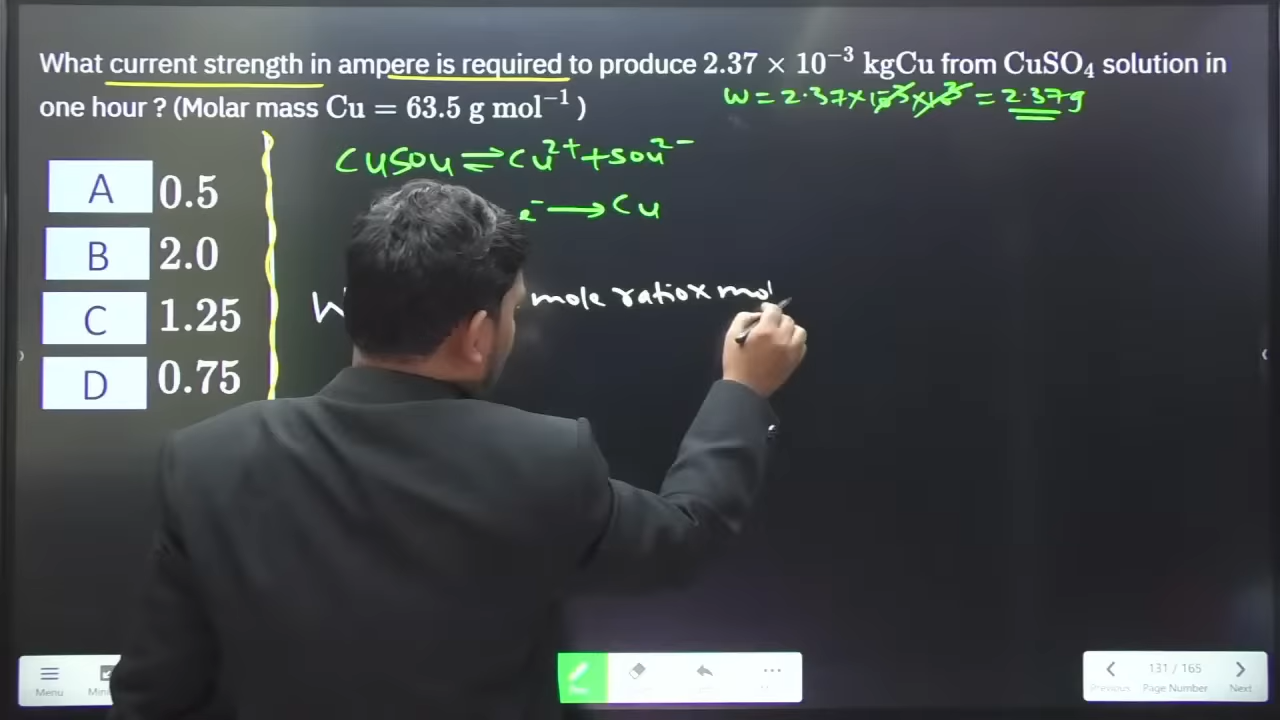 What current strength in ampere is required to produce 2.37 × 10⁻³ kgCu from CuSO₄ solution in
one hour ? (Molar mass Cu = 63.5 g mol⁻¹ )
W = 2.37×10⁻³×10³ = 2.37g
CuSO₄ ⇌ Cu²⁺ + SO₄²⁻
e⁻ ⟶ Cu
A 0.5
B 2.0
C 1.25
D 0.75
W
mole ratio × mol
Menu
131 / 165
Previous Page Number Next